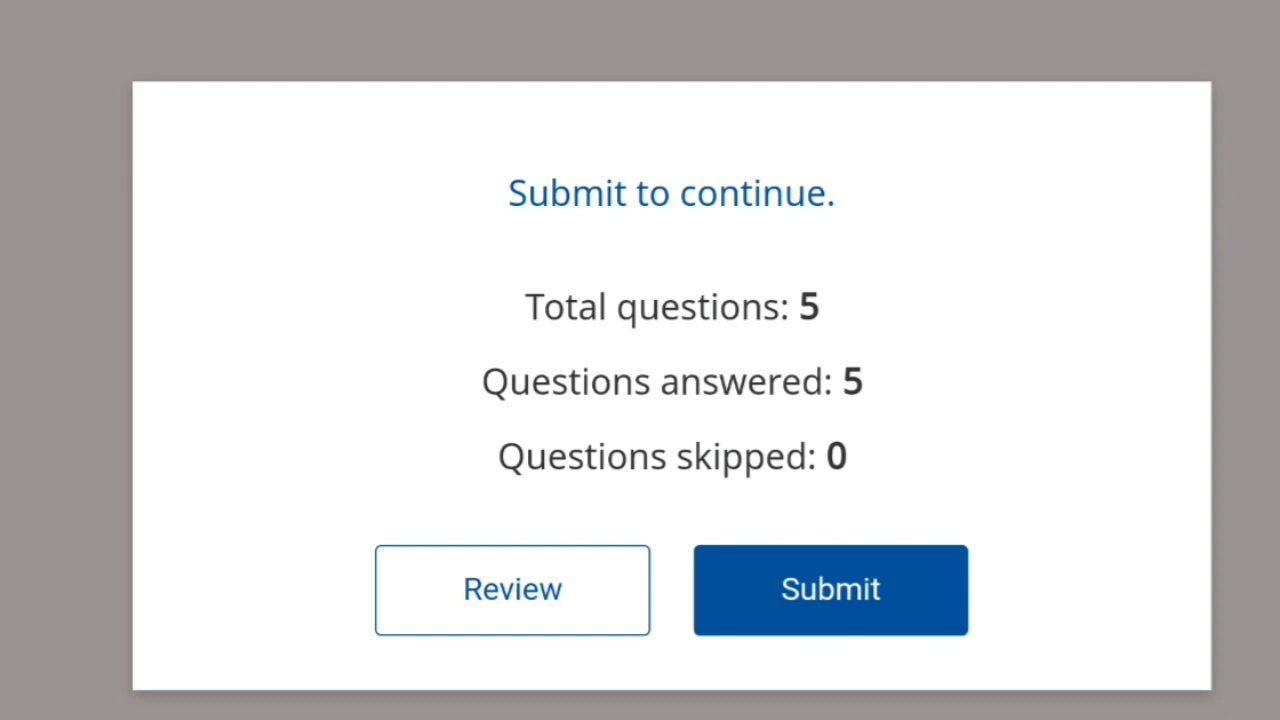 Submit to continue.
Total questions: 5
Questions answered: 5
Questions skipped: 0
Review
Submit